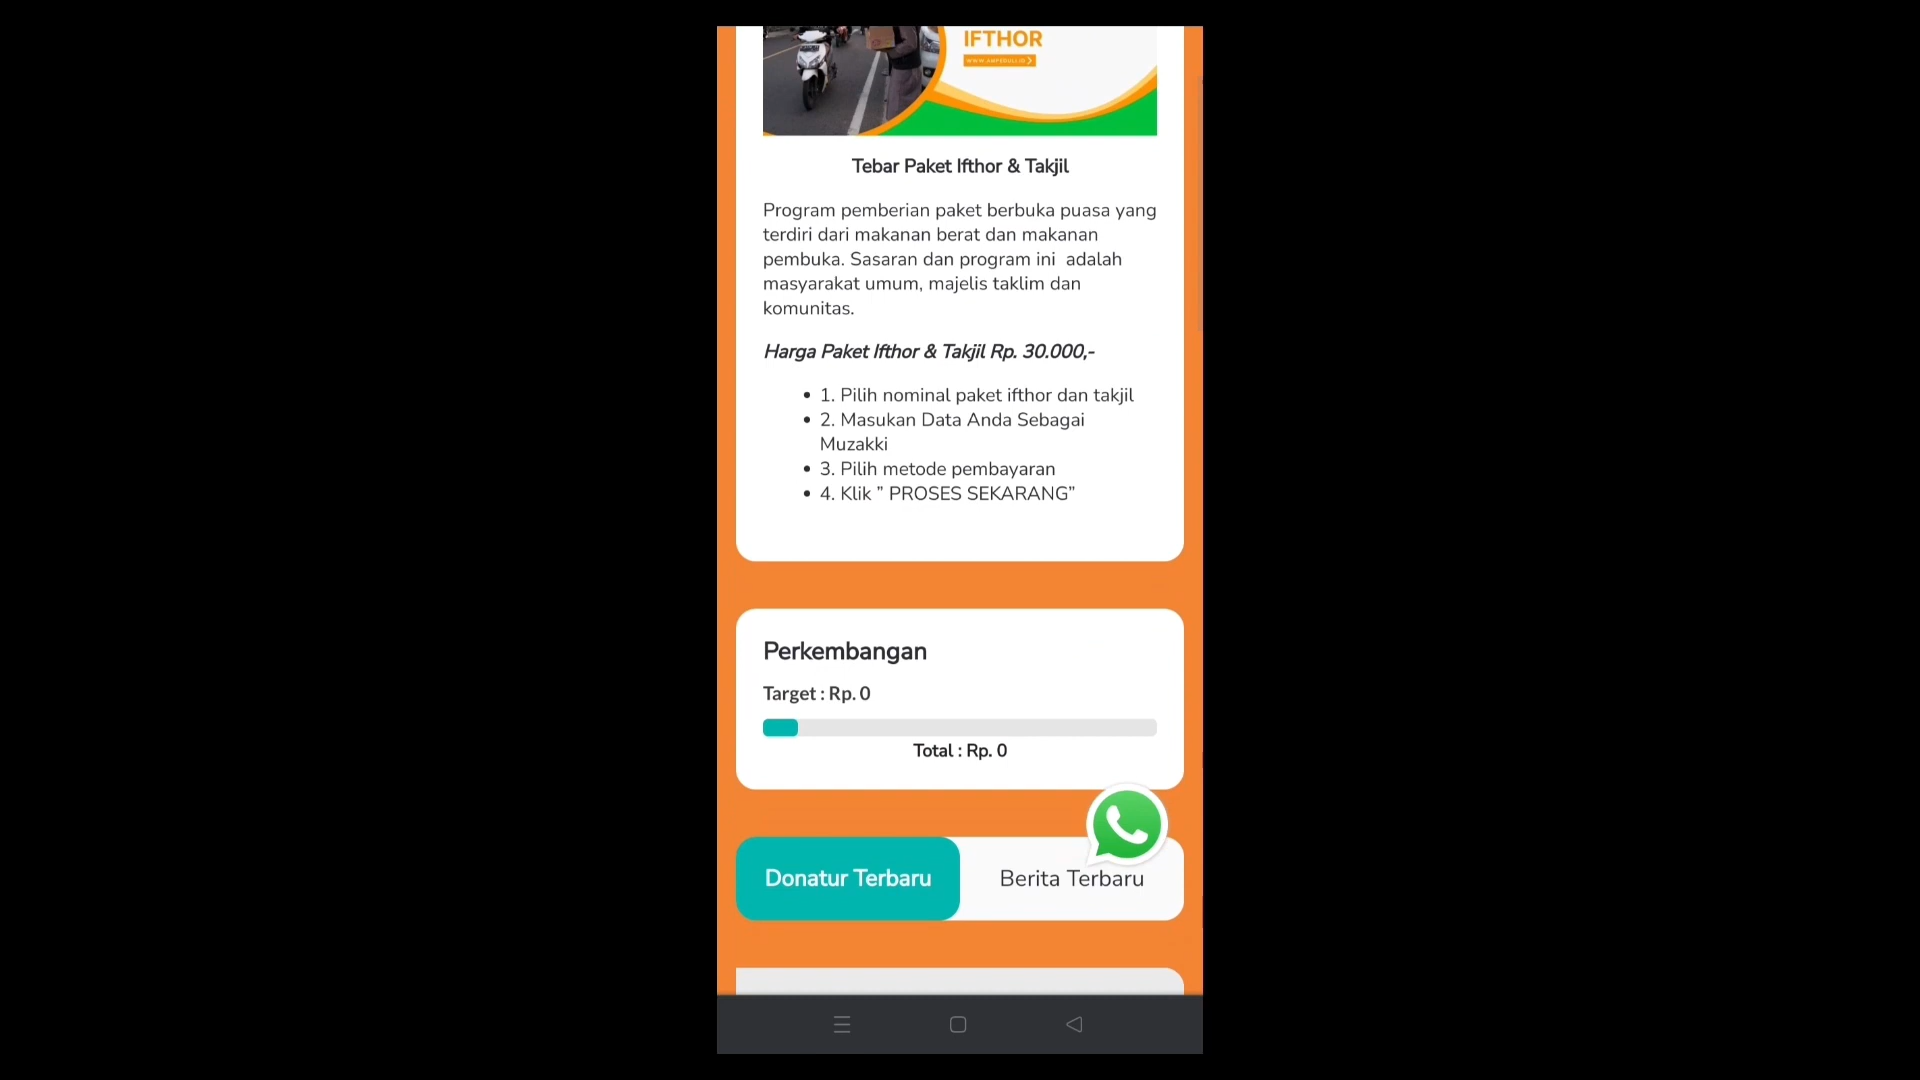 IFTHOR
Tebar Paket Ifthor & Takjil
Program pemberian paket berbuka puasa yang
terdiri dari makanan berat dan makanan
pembuka. Sasaran dan program ini  adalah
masyarakat umum, majelis taklim dan
komunitas.
Harga Paket Ifthor & Takjil Rp. 30.000,-
• 1. Pilih nominal paket ifthor dan takjil
• 2. Masukan Data Anda Sebagai
Muzakki
• 3. Pilih metode pembayaran
• 4. Klik ” PROSES SEKARANG”
Perkembangan
Target : Rp. 0
Total : Rp. 0
Donatur Terbaru
Berita Terbaru